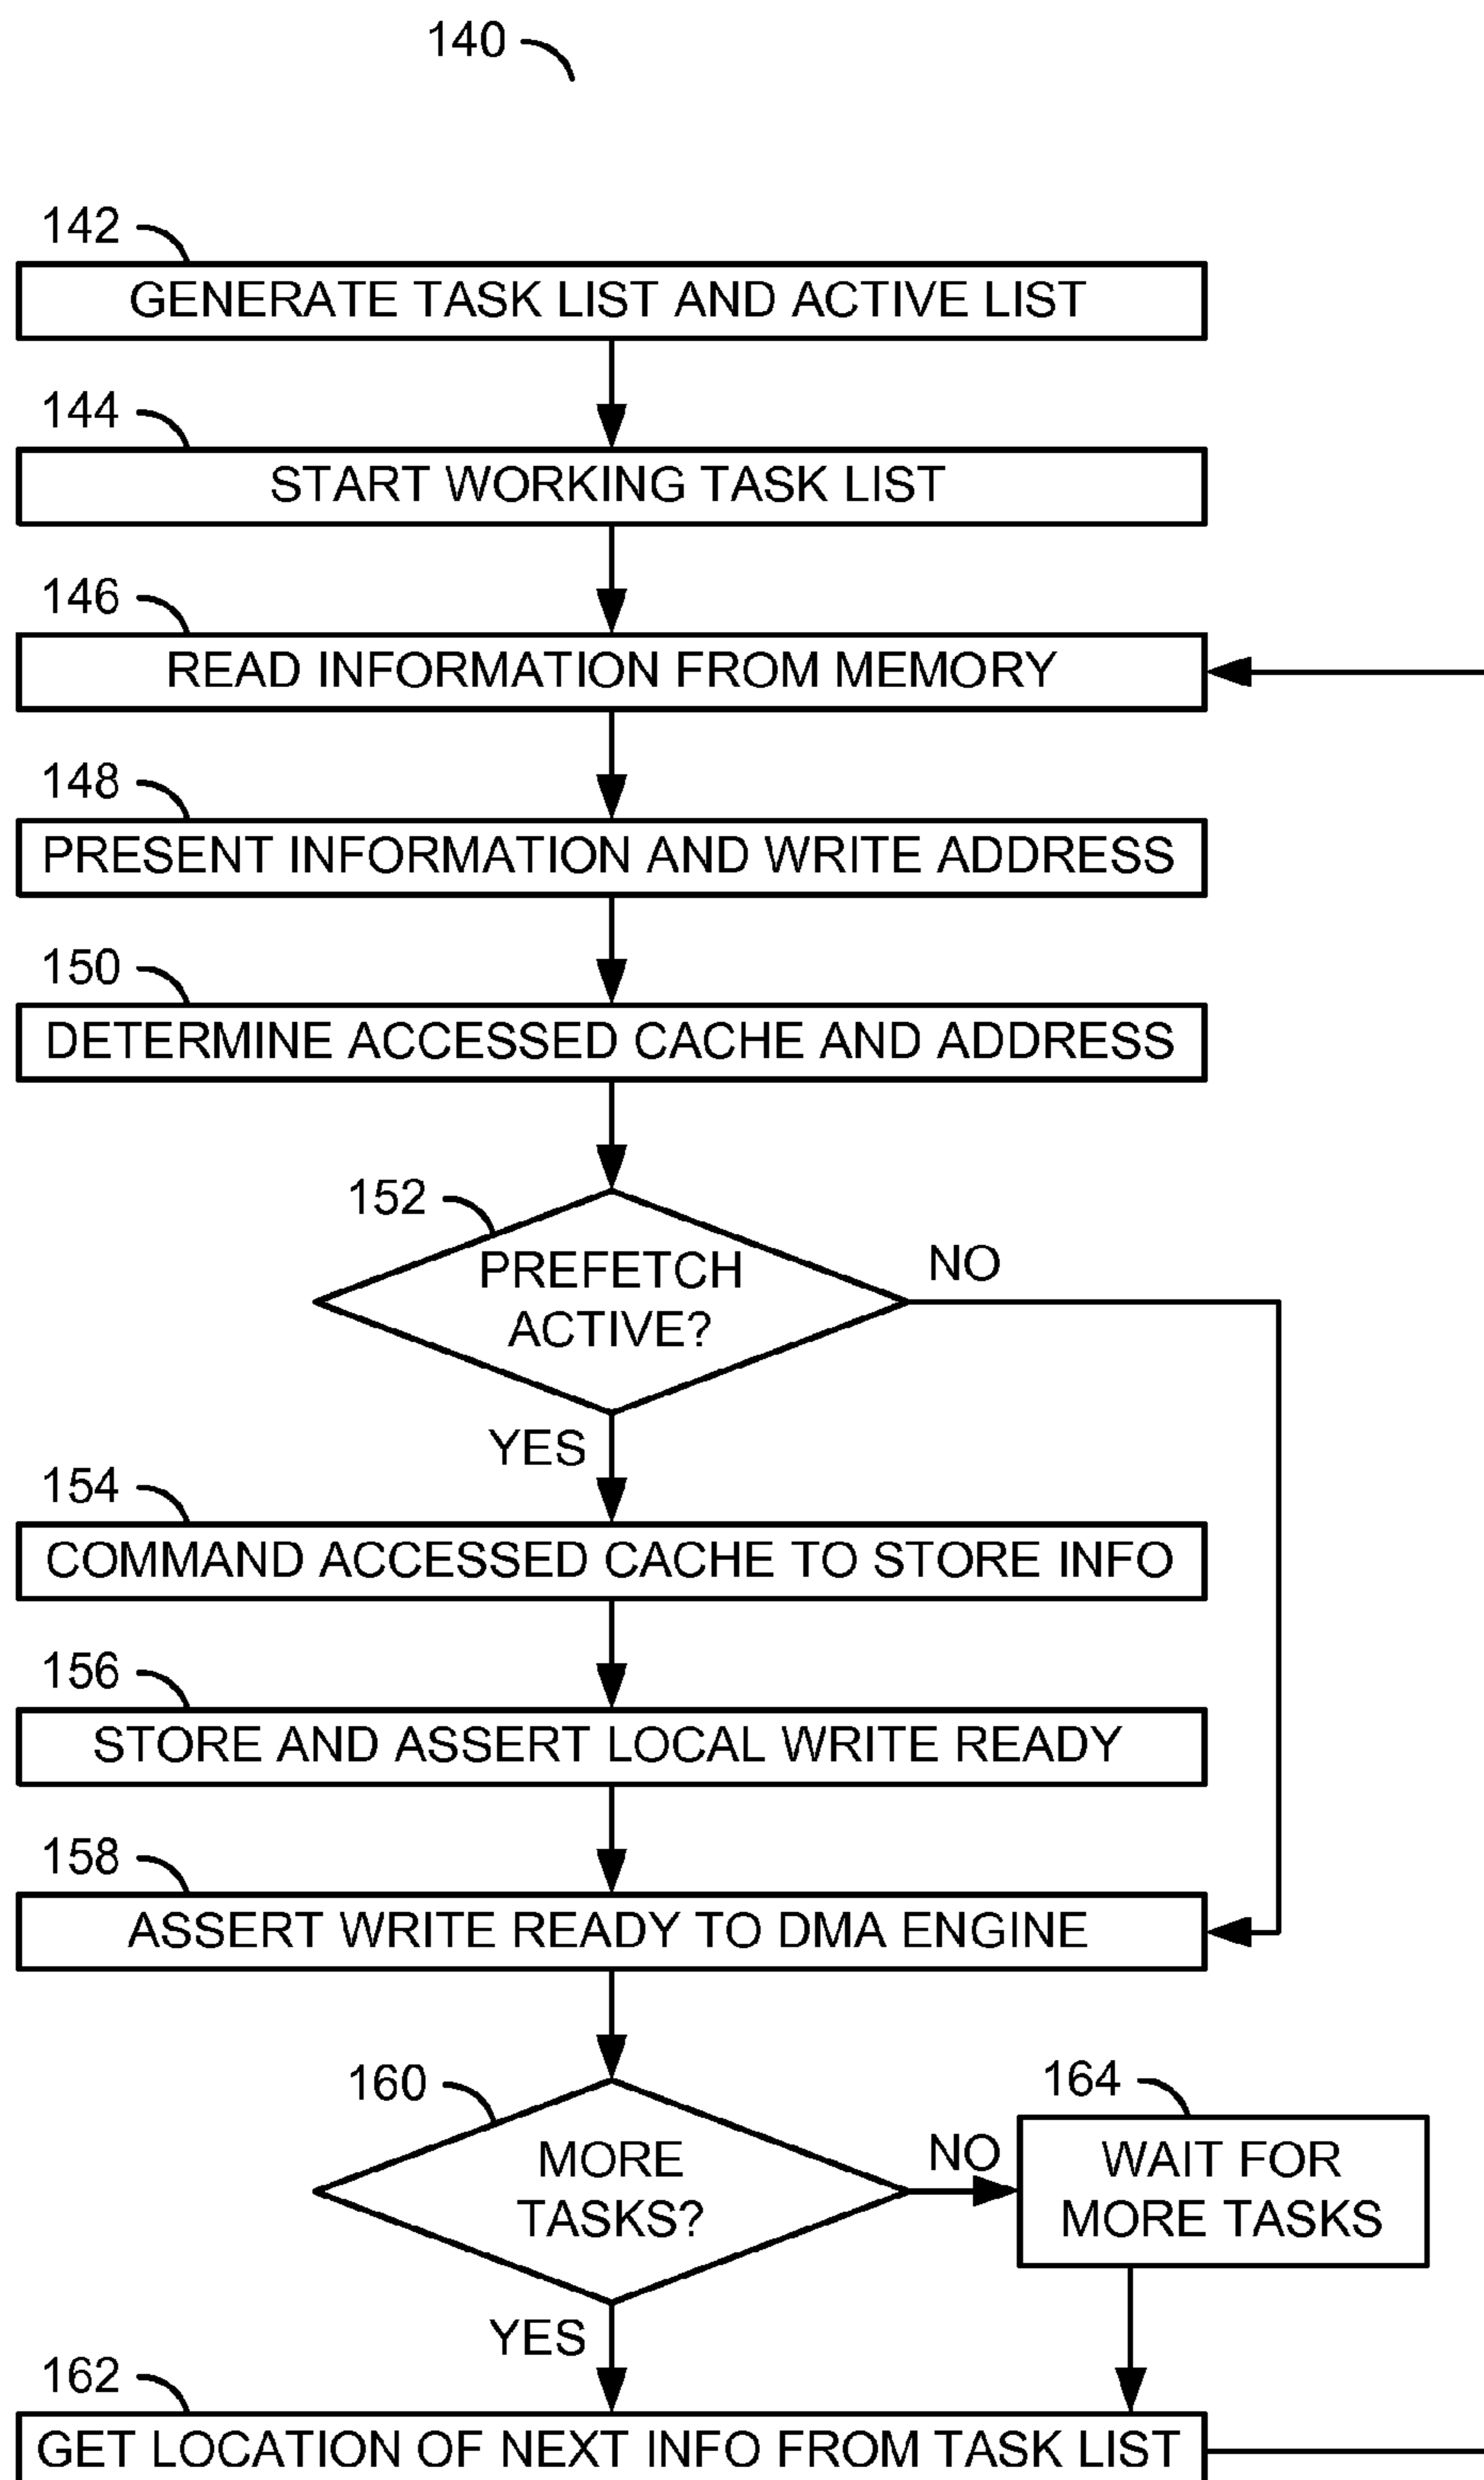 140
142
GENERATE TASK LIST AND ACTIVE LIST
144
START WORKING TASK LIST
146
READ INFORMATION FROM MEMORY
148
PRESENT INFORMATION AND WRITE ADDRESS
150
DETERMINE ACCESSED CACHE AND ADDRESS
152
PREFETCH
ACTIVE?
NO
YES
154
COMMAND ACCESSED CACHE TO STORE INFO
156
STORE AND ASSERT LOCAL WRITE READY
158
ASSERT WRITE READY TO DMA ENGINE
160
MORE
TASKS?
NO
164
WAIT FOR
MORE TASKS
YES
162
GET LOCATION OF NEXT INFO FROM TASK LIST